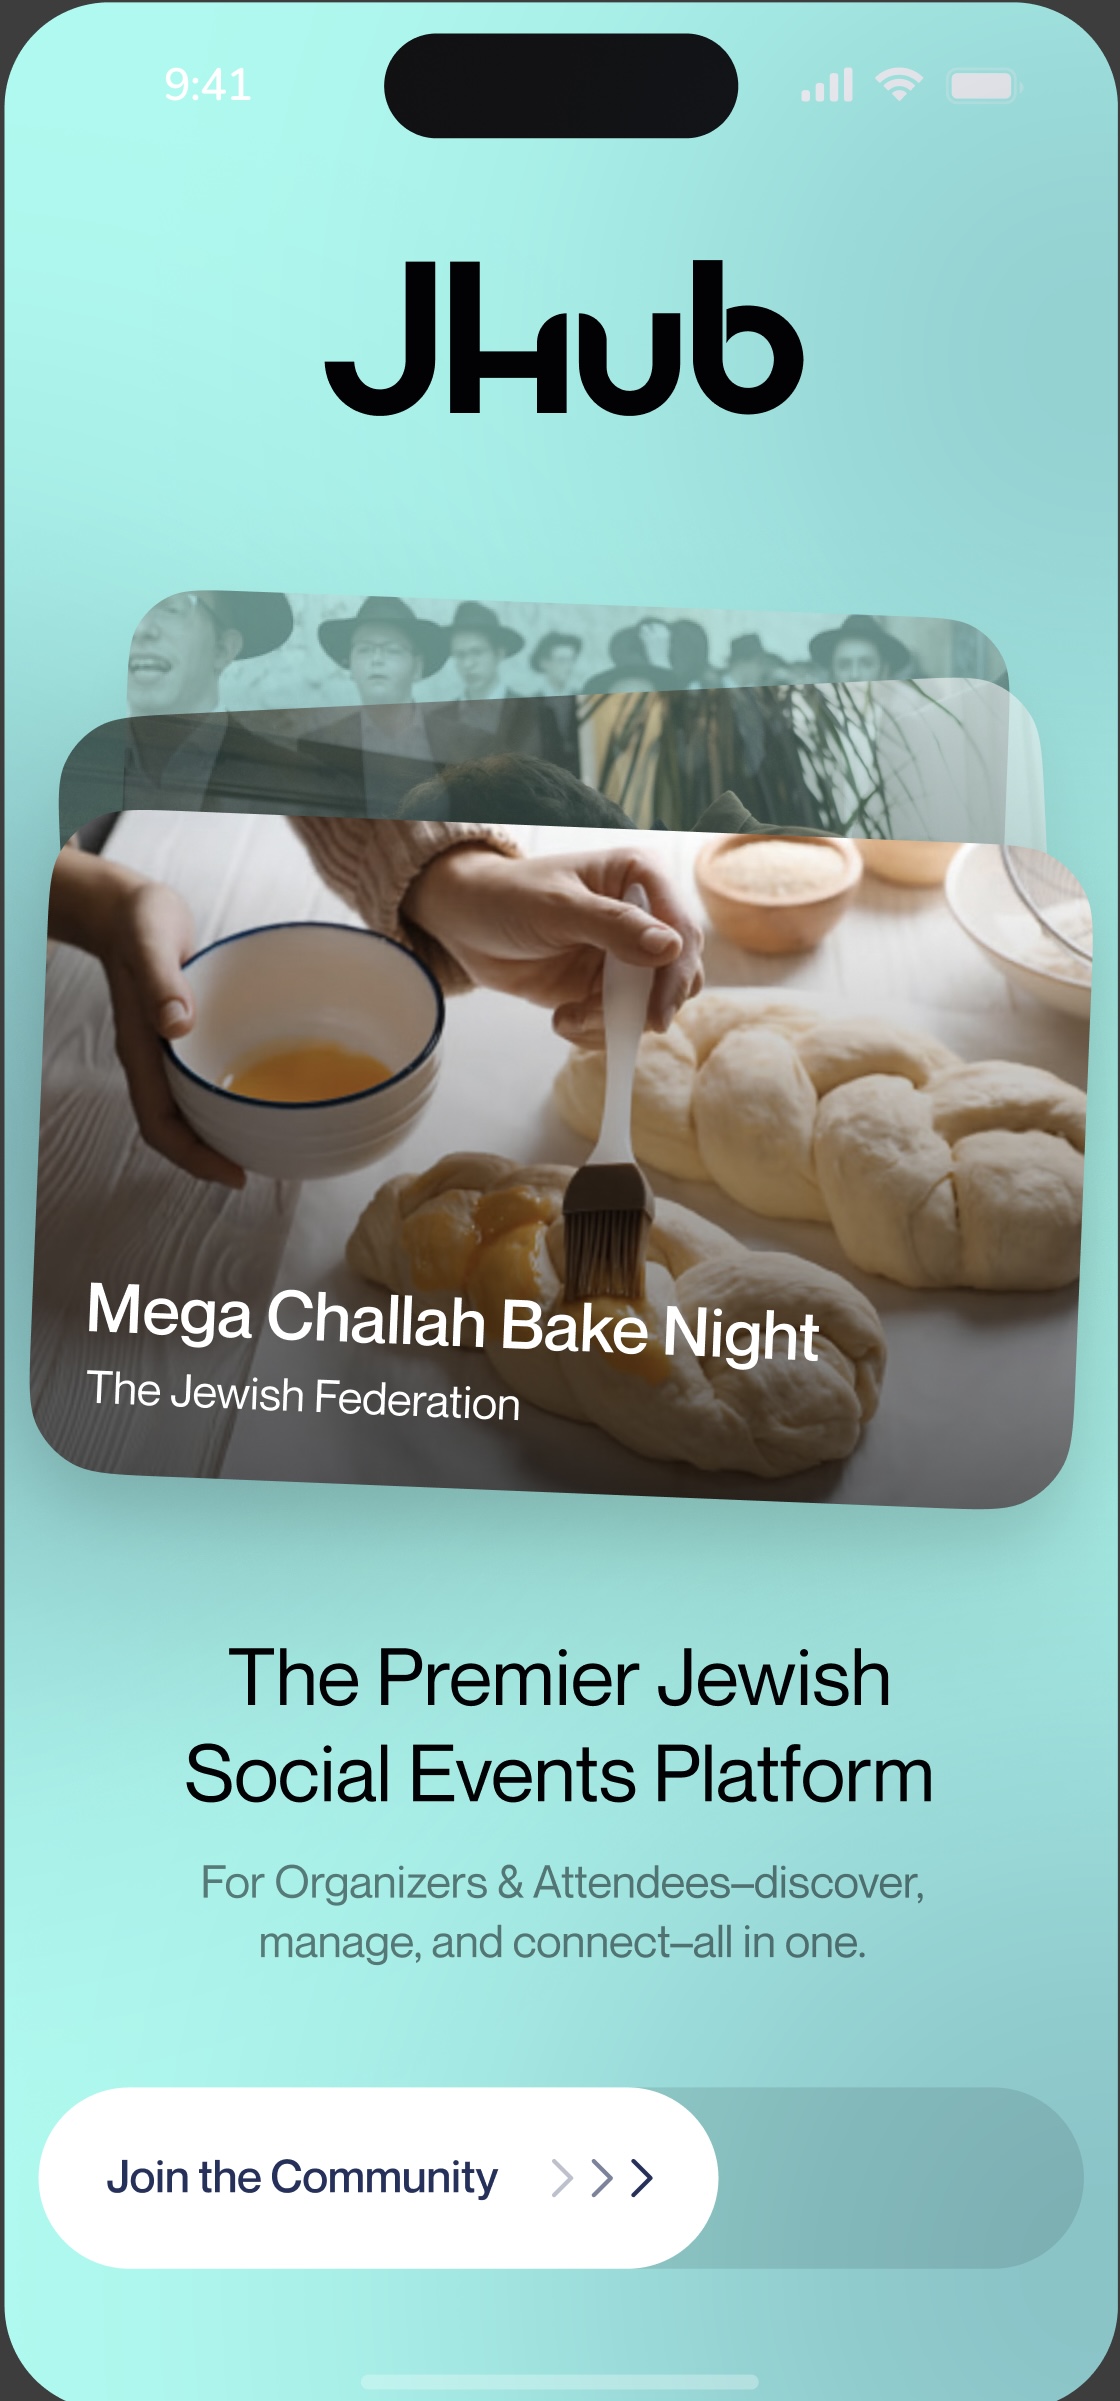 9:41
JHub
Mega Challah Bake Night
The Jewish Federation
The Premier Jewish
Social Events Platform
For Organizers & Attendees–discover,
manage, and connect–all in one.
Join the Community